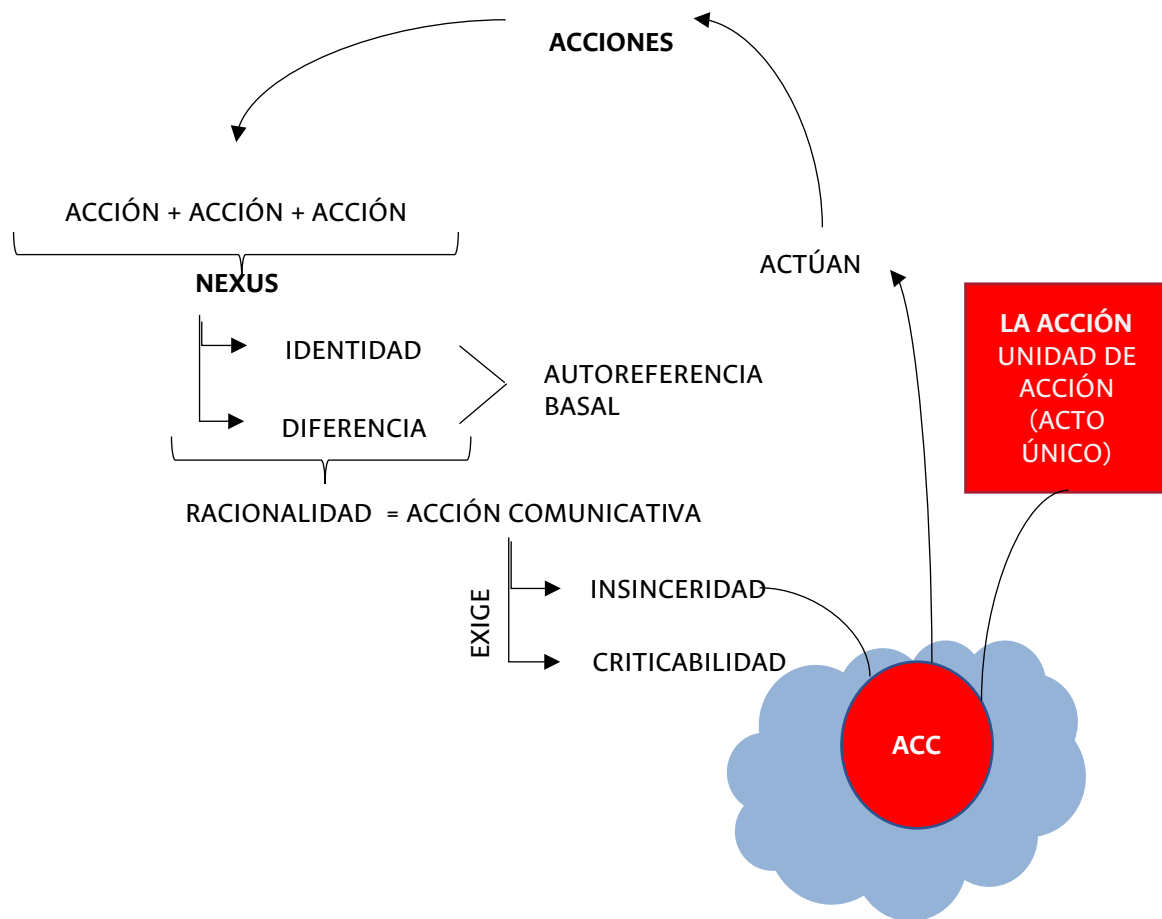 ACCIONES
ACCIÓN + ACCIÓN + ACCIÓN
NEXUS
ACTÚAN
IDENTIDAD
DIFERENCIA
AUTOREFERENCIA
BASAL
LA ACCIÓN
UNIDAD DE
ACCIÓN
(ACTO
ÚNICO)
RACIONALIDAD = ACCIÓN COMUNICATIVA
EXIGE
INSINCERIDAD
CRITICABILIDAD
ACC